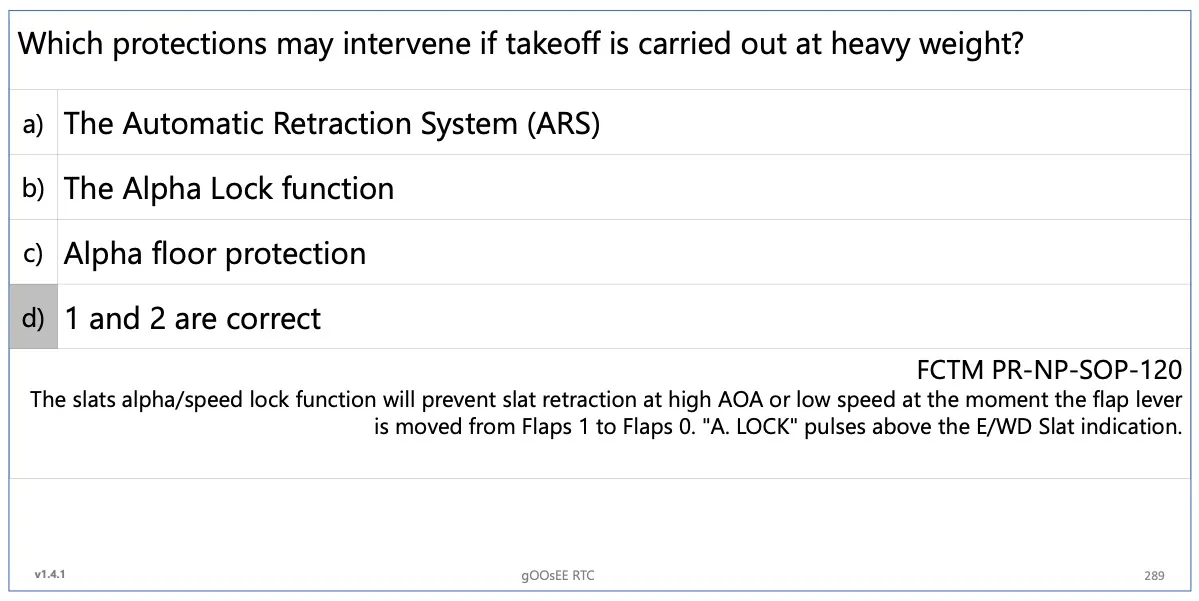 Which protections may intervene if takeoff is carried out at heavy weight?
a) The Automatic Retraction System (ARS)
b) The Alpha Lock function
c) Alpha floor protection
d) 1 and 2 are correct
FCTM PR-NP-SOP-120
The slats alpha/speed lock function will prevent slat retraction at high AOA or low speed at the moment the flap lever
is moved from Flaps 1 to Flaps 0. "A. LOCK" pulses above the E/WD Slat indication.
v1.4.1 gOOsEE RTC 289